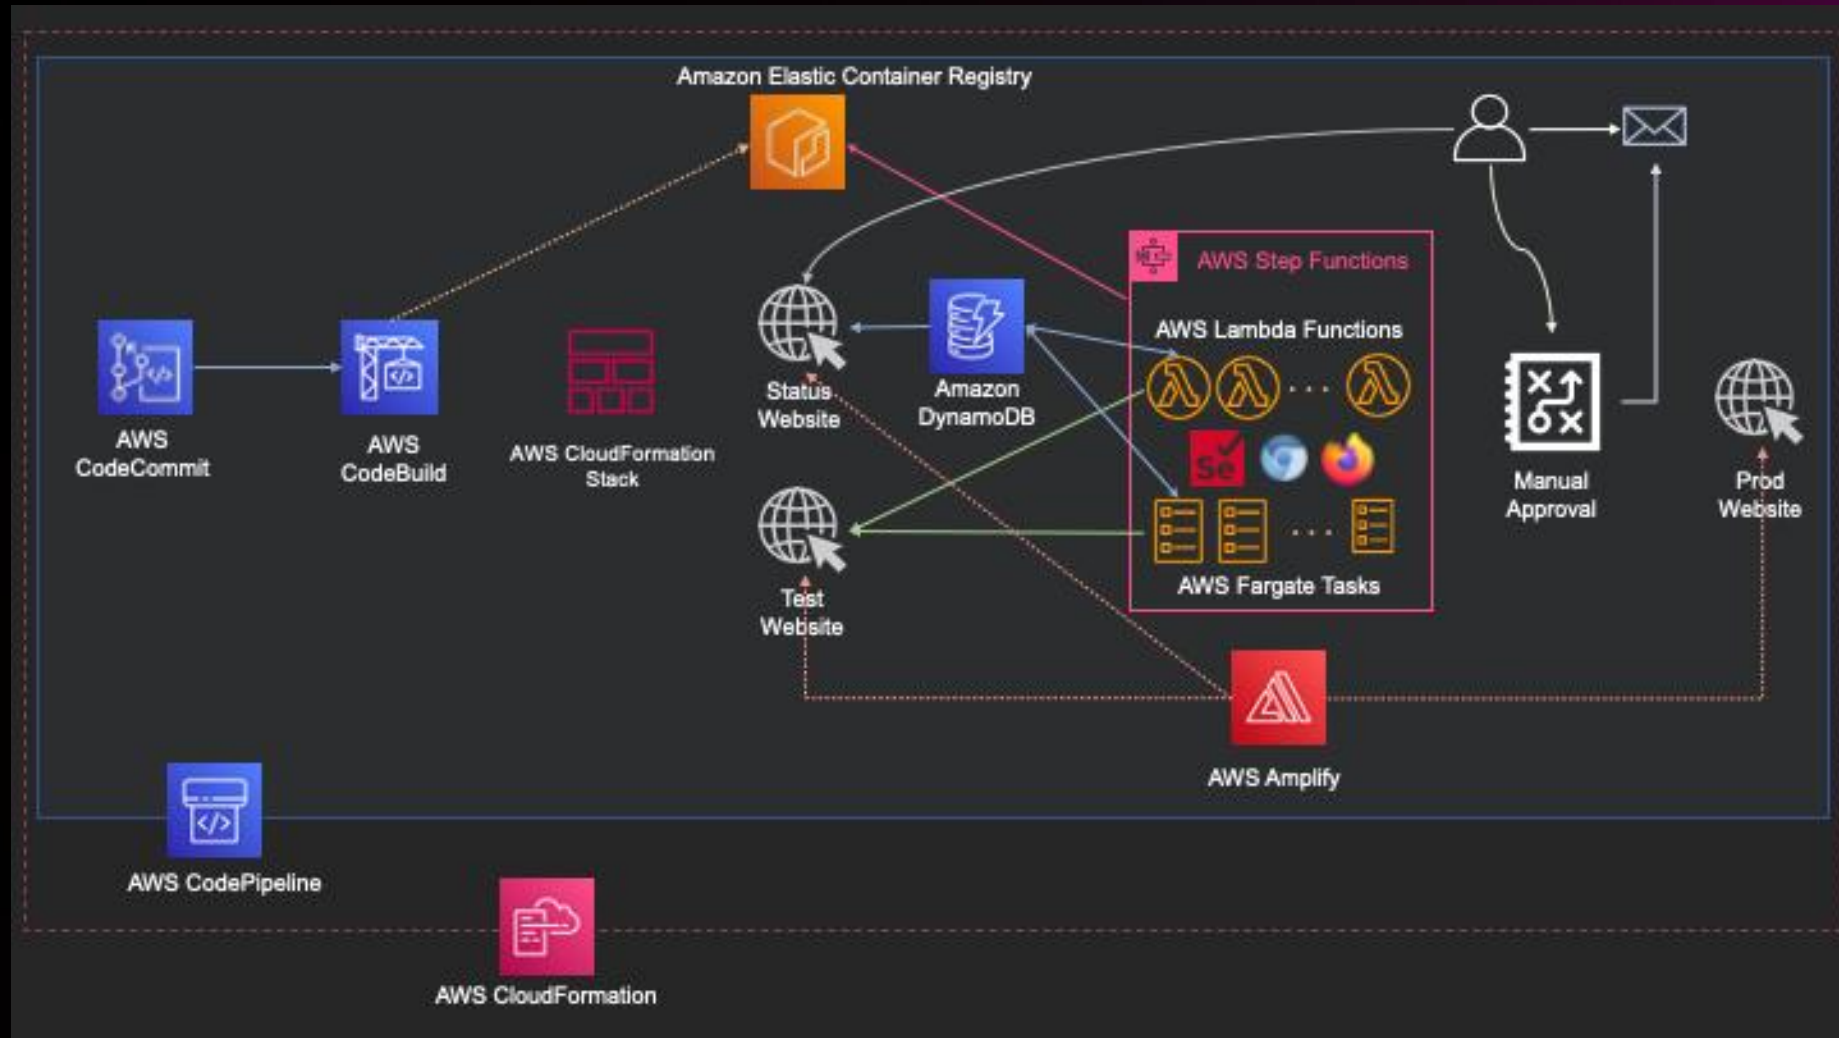 Amazon Elastic Container Registry
AWS Step Functions
AWS Lambda Functions
Status
Website
Amazon
DynamoDB
AWS
CodeCommit
AWS
CodeBuild
AWS CloudFormation
Stack
Se
Manual
Approval
Prod
Website
AWS Fargate Tasks
Test
Website
AWS Amplify
AWS CodePipeline
AWS CloudFormation